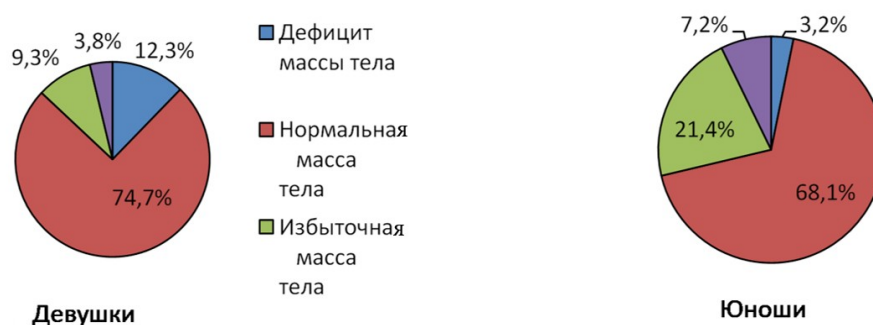 9,3%
3,8%
12,3%
74,7%
Девушки
Дефицит
массы тела
Нормальная
масса
тела
Избыточная
масса
тела
7,2%
3,2%
21,4%
68,1%
Юноши